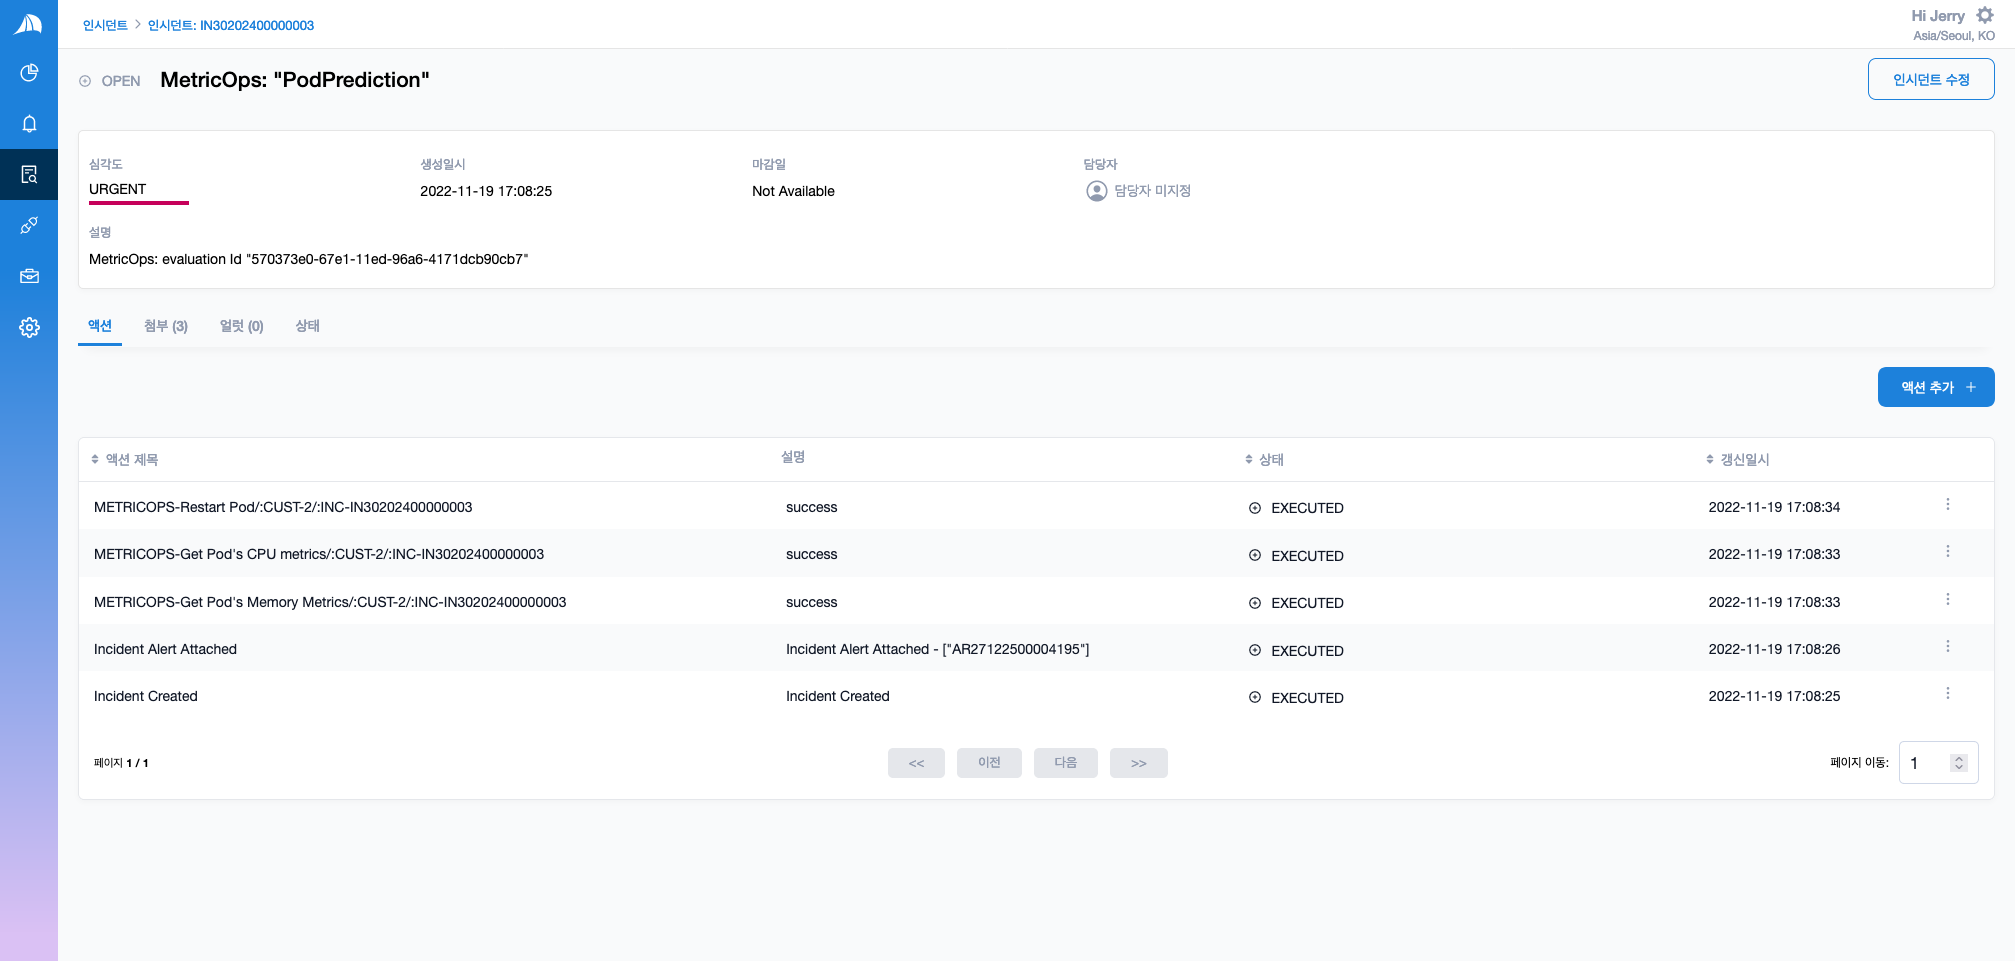 인시던트 > 인시던트: IN30202400000003
Hi Jerry
Asia/Seoul, KO
OPEN MetricOps: "PodPrediction"
인시던트 수정
심각도 생성일시 마감일 담당자
URGENT 2022-11-19 17:08:25 Not Available 담당자 미지정
설명
MetricOps: evaluation Id "570373e0-67e1-11ed-96a6-4171dcb90cb7"
액션 첨부 (3) 얼럿 (0) 상태
액션 추가 +
액션 제목 설명 상태 갱신일시
METRICOPS-Restart Pod/:CUST-2/:INC-IN30202400000003 success EXECUTED 2022-11-19 17:08:34
METRICOPS-Get Pod's CPU metrics/:CUST-2/:INC-IN30202400000003 success EXECUTED 2022-11-19 17:08:33
METRICOPS-Get Pod's Memory Metrics/:CUST-2/:INC-IN30202400000003 success EXECUTED 2022-11-19 17:08:33
Incident Alert Attached Incident Alert Attached - ["AR27122500004195"] EXECUTED 2022-11-19 17:08:26
Incident Created Incident Created EXECUTED 2022-11-19 17:08:25
페이지 1 / 1 << 이전 다음 >> 페이지 이동: 1